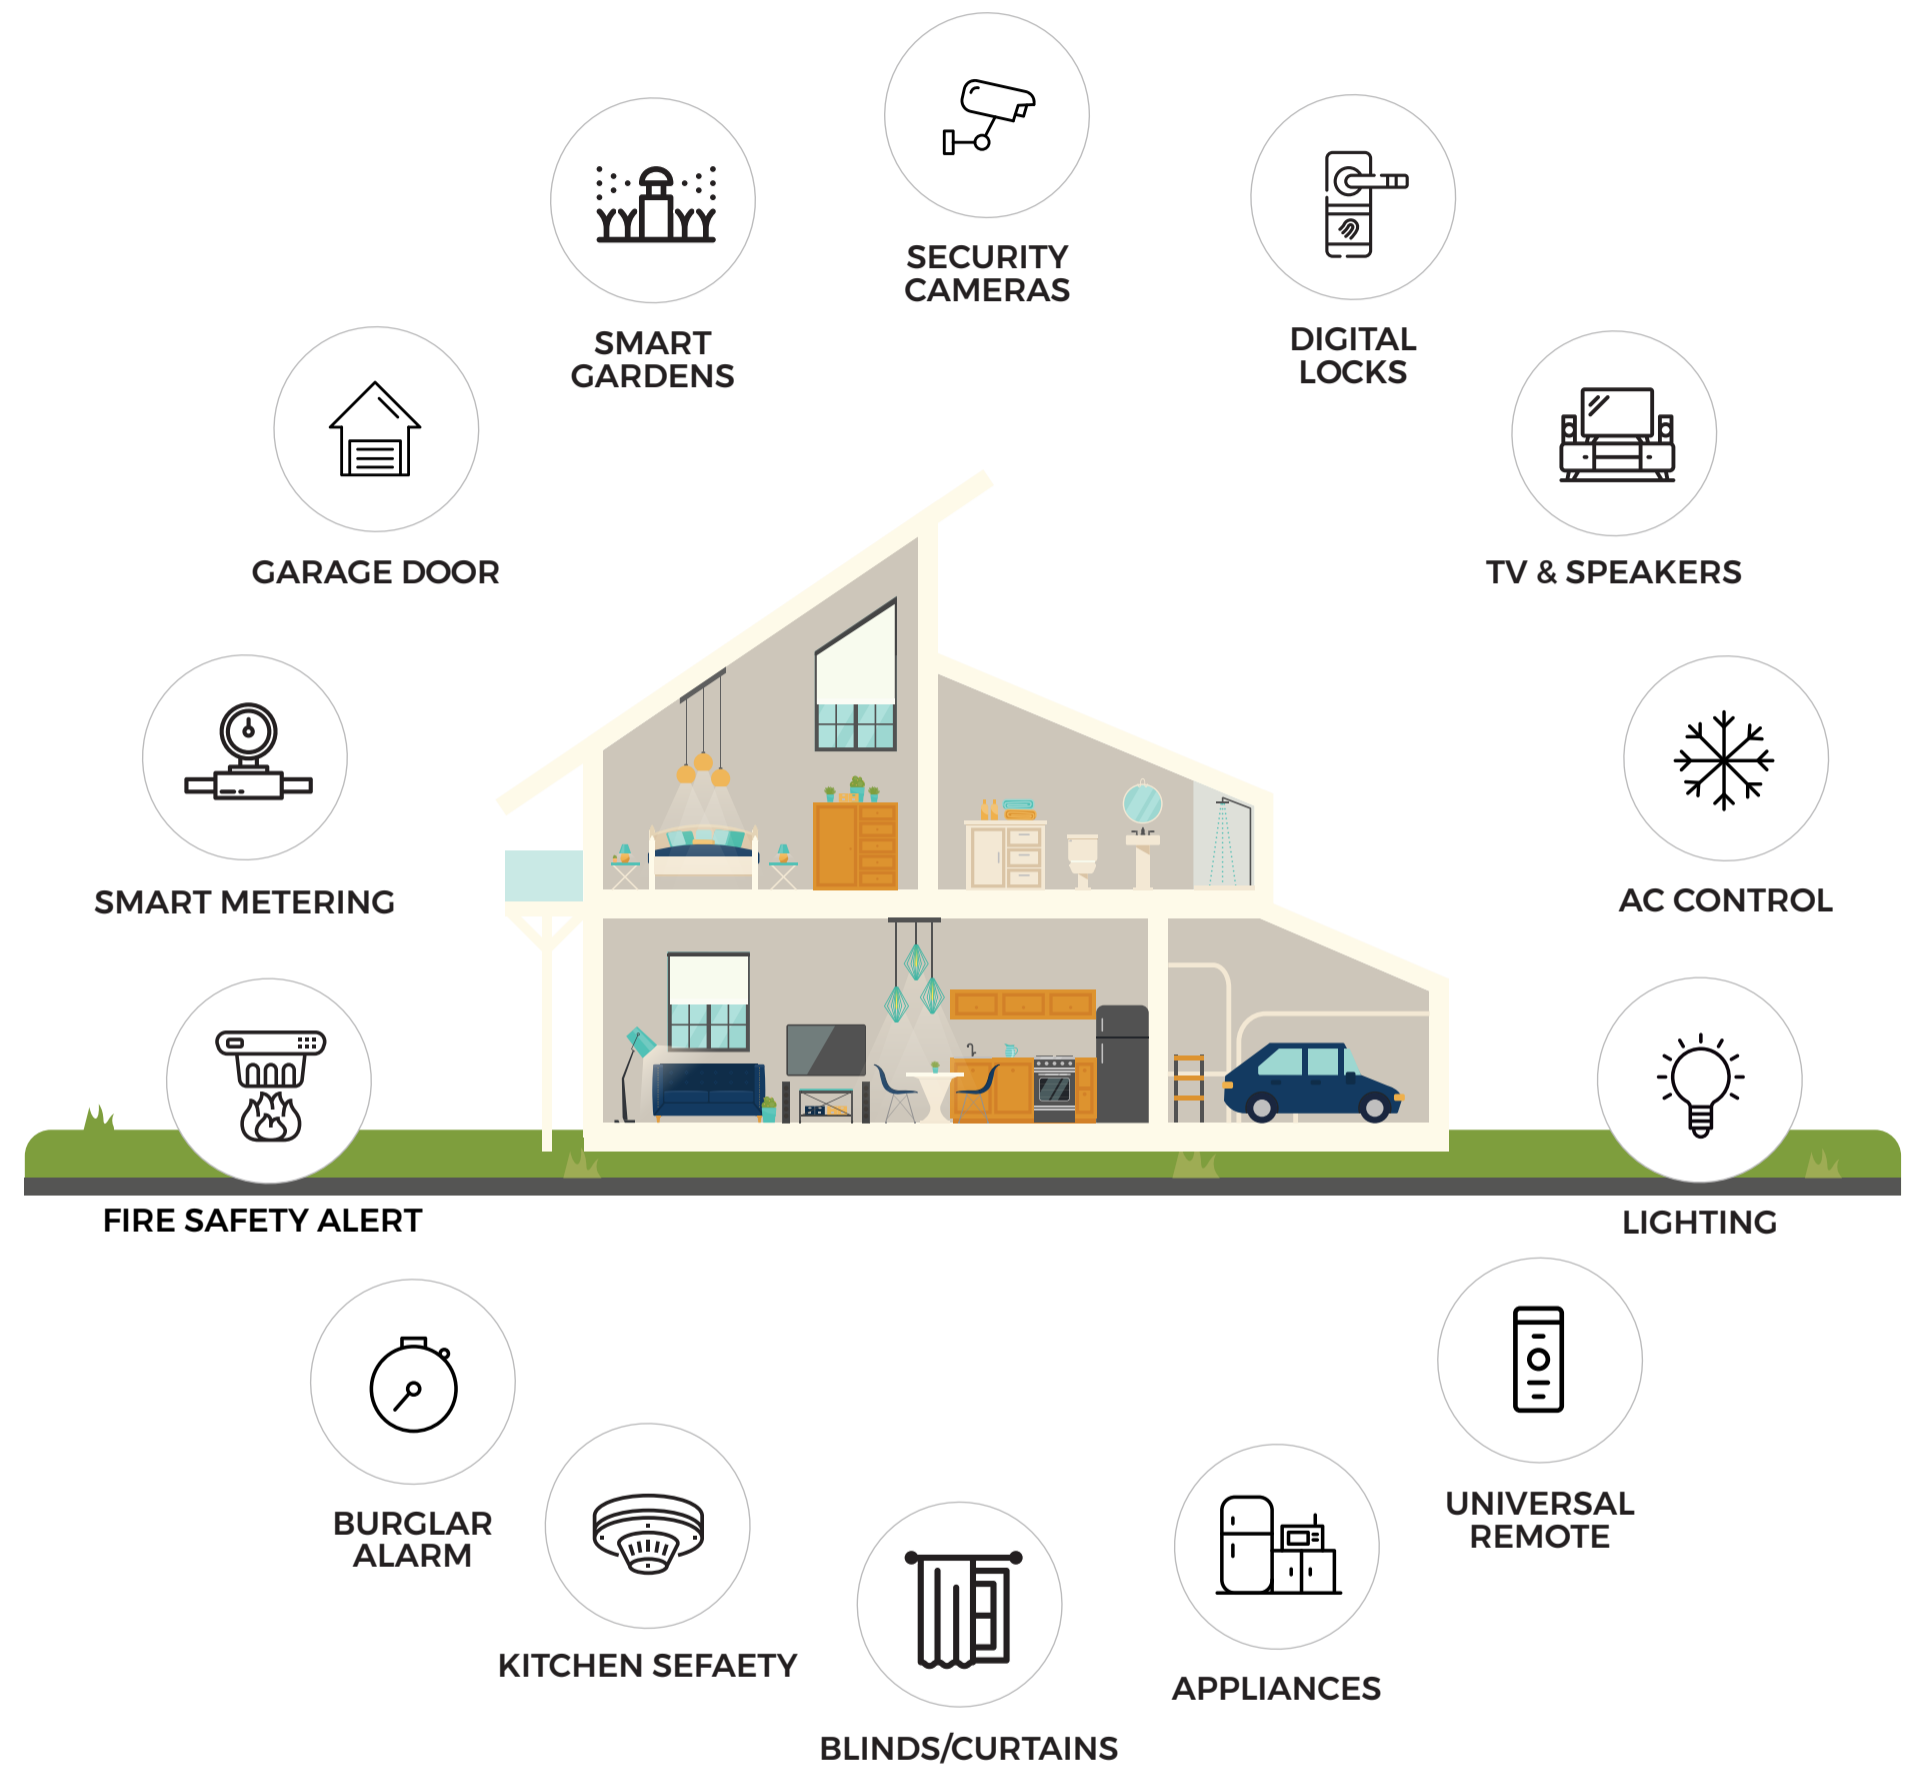 SECURITY
CAMERAS
SMART
GARDENS
DIGITAL
LOCKS
GARAGE DOOR
TV & SPEAKERS
SMART METERING
AC CONTROL
FIRE SAFETY ALERT
LIGHTING
BURGLAR
ALARM
UNIVERSAL
REMOTE
KITCHEN SEFAETY
APPLIANCES
BLINDS/CURTAINS